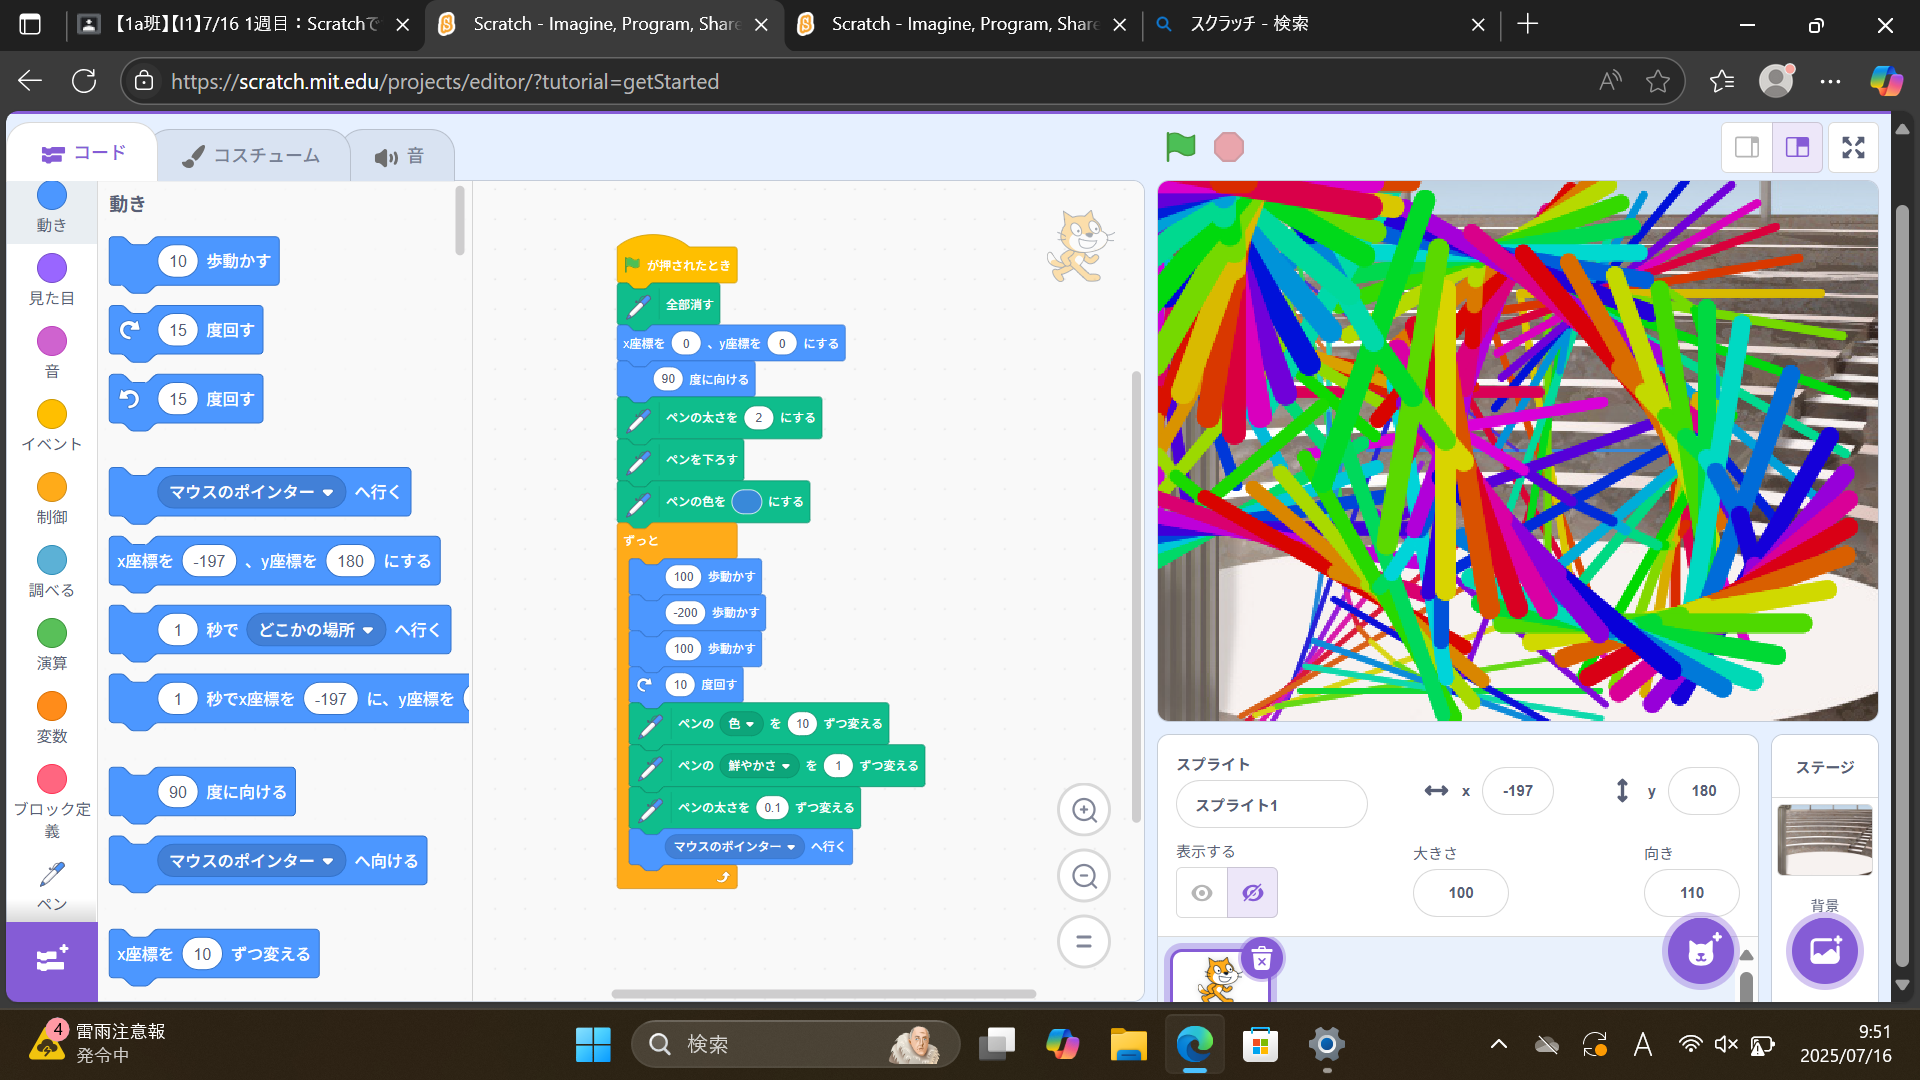 【1a班】【I1】7/16 1週目：Scratchで
Scratch - Imagine, Program, Share
Scratch - Imagine, Program, Share
スクラッチ - 検索
https://scratch.mit.edu/projects/editor/?tutorial=getStarted
コード
コスチューム
音
動き
見た目
音
イベント
制御
調べる
演算
変数
ブロック定
義
ペン
動き
10 歩動かす
15 度回す
15 度回す
マウスのポインター へ行く
x座標を -197 、y座標を 180 にする
1 秒で どこかの場所 へ行く
1 秒でx座標を -197 に、y座標を
90 度に向ける
マウスのポインター へ向ける
x座標を 10 ずつ変える
が押されたとき
全部消す
x座標を 0 、y座標を 0 にする
90 度に向ける
ペンの太さを 2 にする
ペンを下ろす
ペンの色を にする
ずっと
100 歩動かす
-200 歩動かす
100 歩動かす
10 度回す
ペンの 色 を 10 ずつ変える
ペンの 鮮やかさ を 1 ずつ変える
ペンの太さを 0.1 ずつ変える
マウスのポインター へ行く
スプライト
スプライト1
x -197
y 180
表示する
大きさ
100
向き
110
ステージ
背景
4
雷雨注意報
発令中
検索
A
9:51
2025/07/16